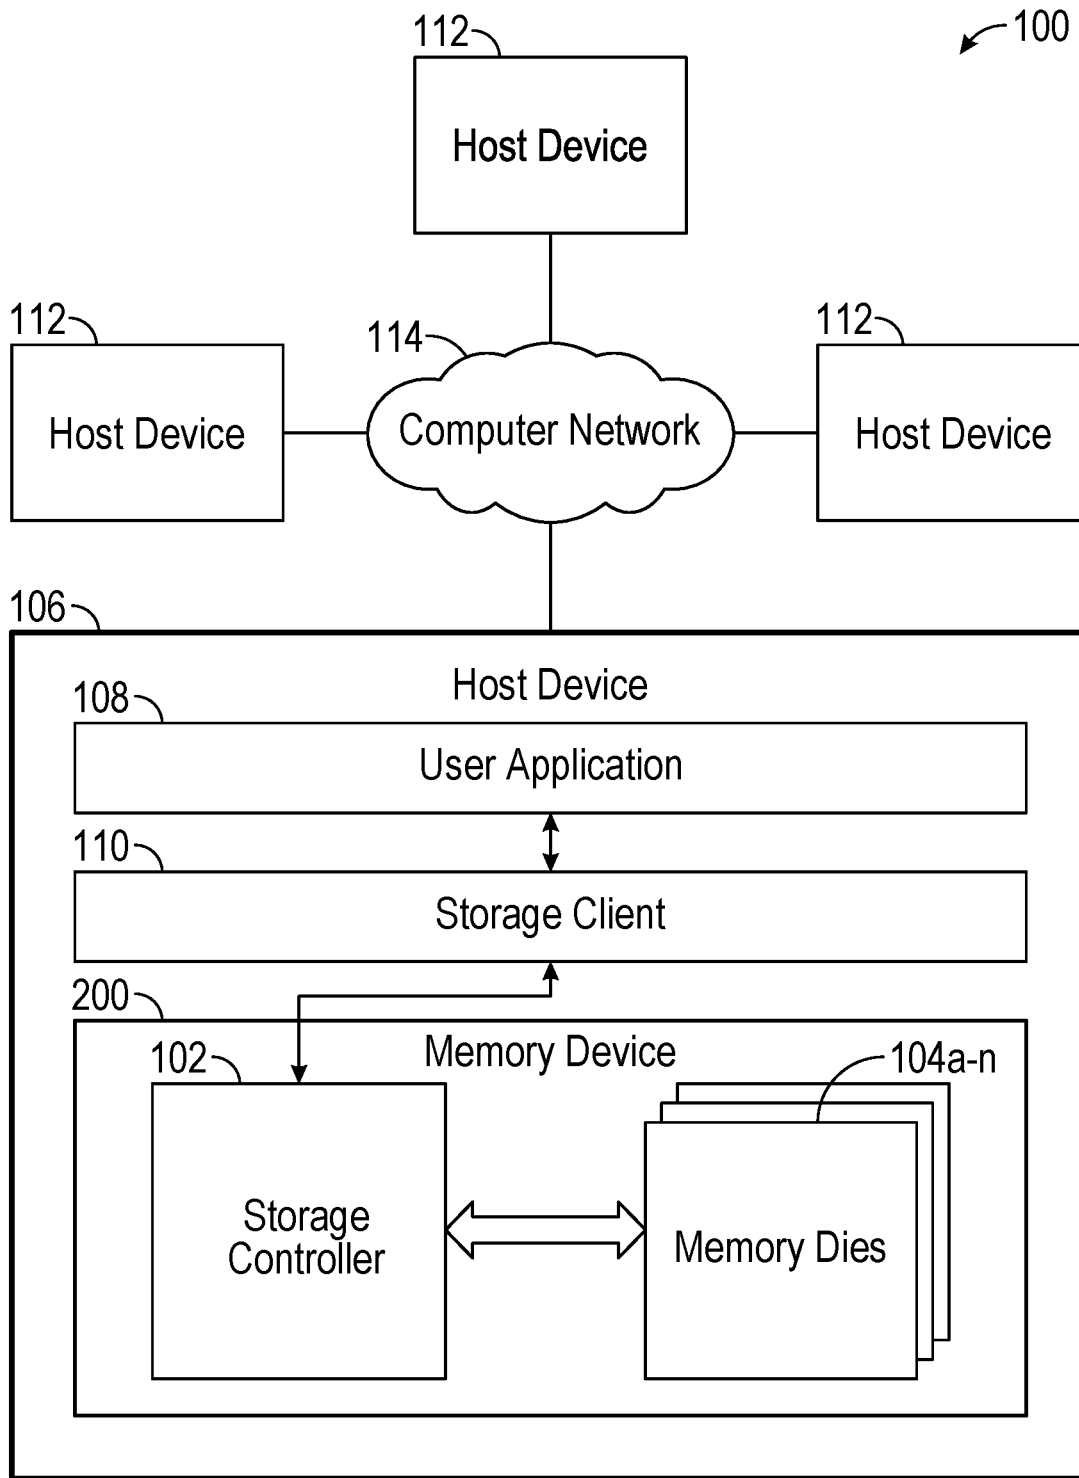 100
112
Host Device
112
Host Device
114
Computer Network
112
Host Device
106
Host Device
108
User Application
110
Storage Client
200
Memory Device
102
Storage
Controller
104a-n
Memory Dies